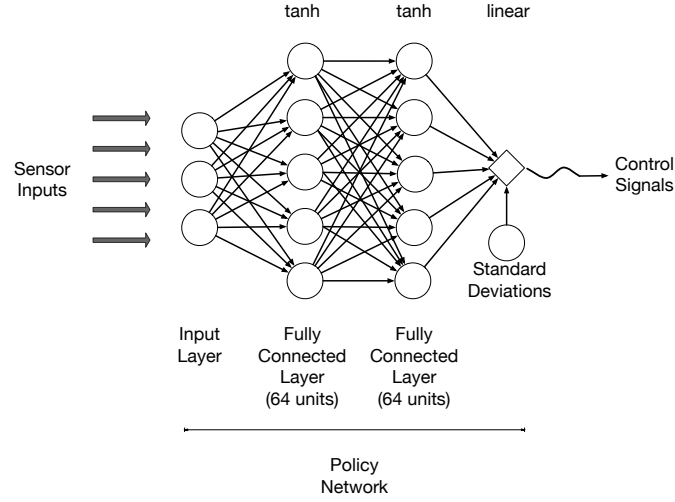 tanh
tanh
linear
Sensor
Inputs
Control
Signals
Standard
Deviations
Input
Layer
Fully
Connected
Layer
(64 units)
Fully
Connected
Layer
(64 units)
Policy
Network